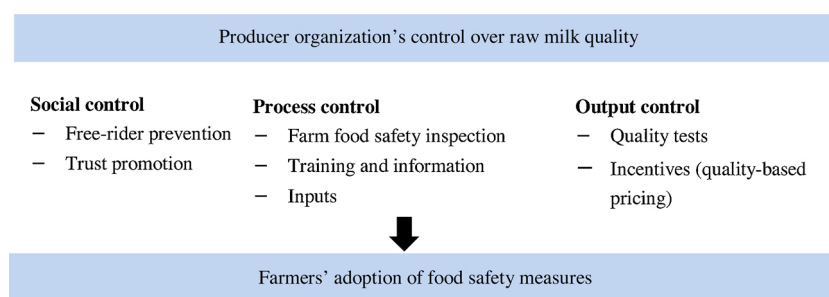 Producer organization's control over raw milk quality
Social control
– Free-rider prevention
– Trust promotion
Process control
– Farm food safety inspection
– Training and information
– Inputs
Output control
– Quality tests
– Incentives (quality-based
pricing)
Farmers' adoption of food safety measures